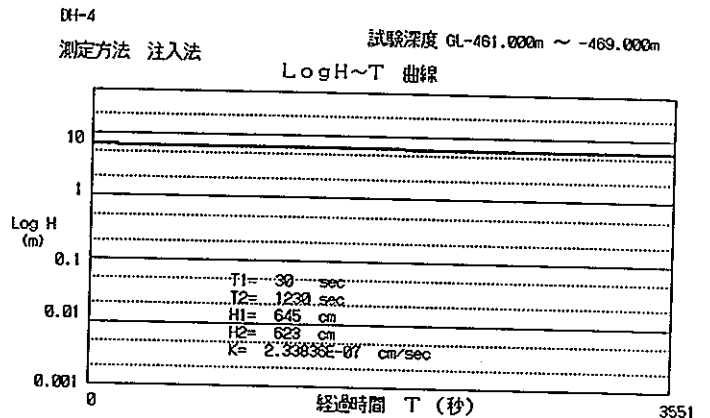 DH-4
測定方法 注入法
試験深度 GL-461.000m ～ -469.000m
LogH~T 曲線
10
1
Log H
(m)
0.1
T1= 30 sec
T2= 1230 sec
0.01
H1= 645 cm
H2= 623 cm
K= 2.33836E-07 cm/sec
0.001
0
経過時間 T (秒)
3551